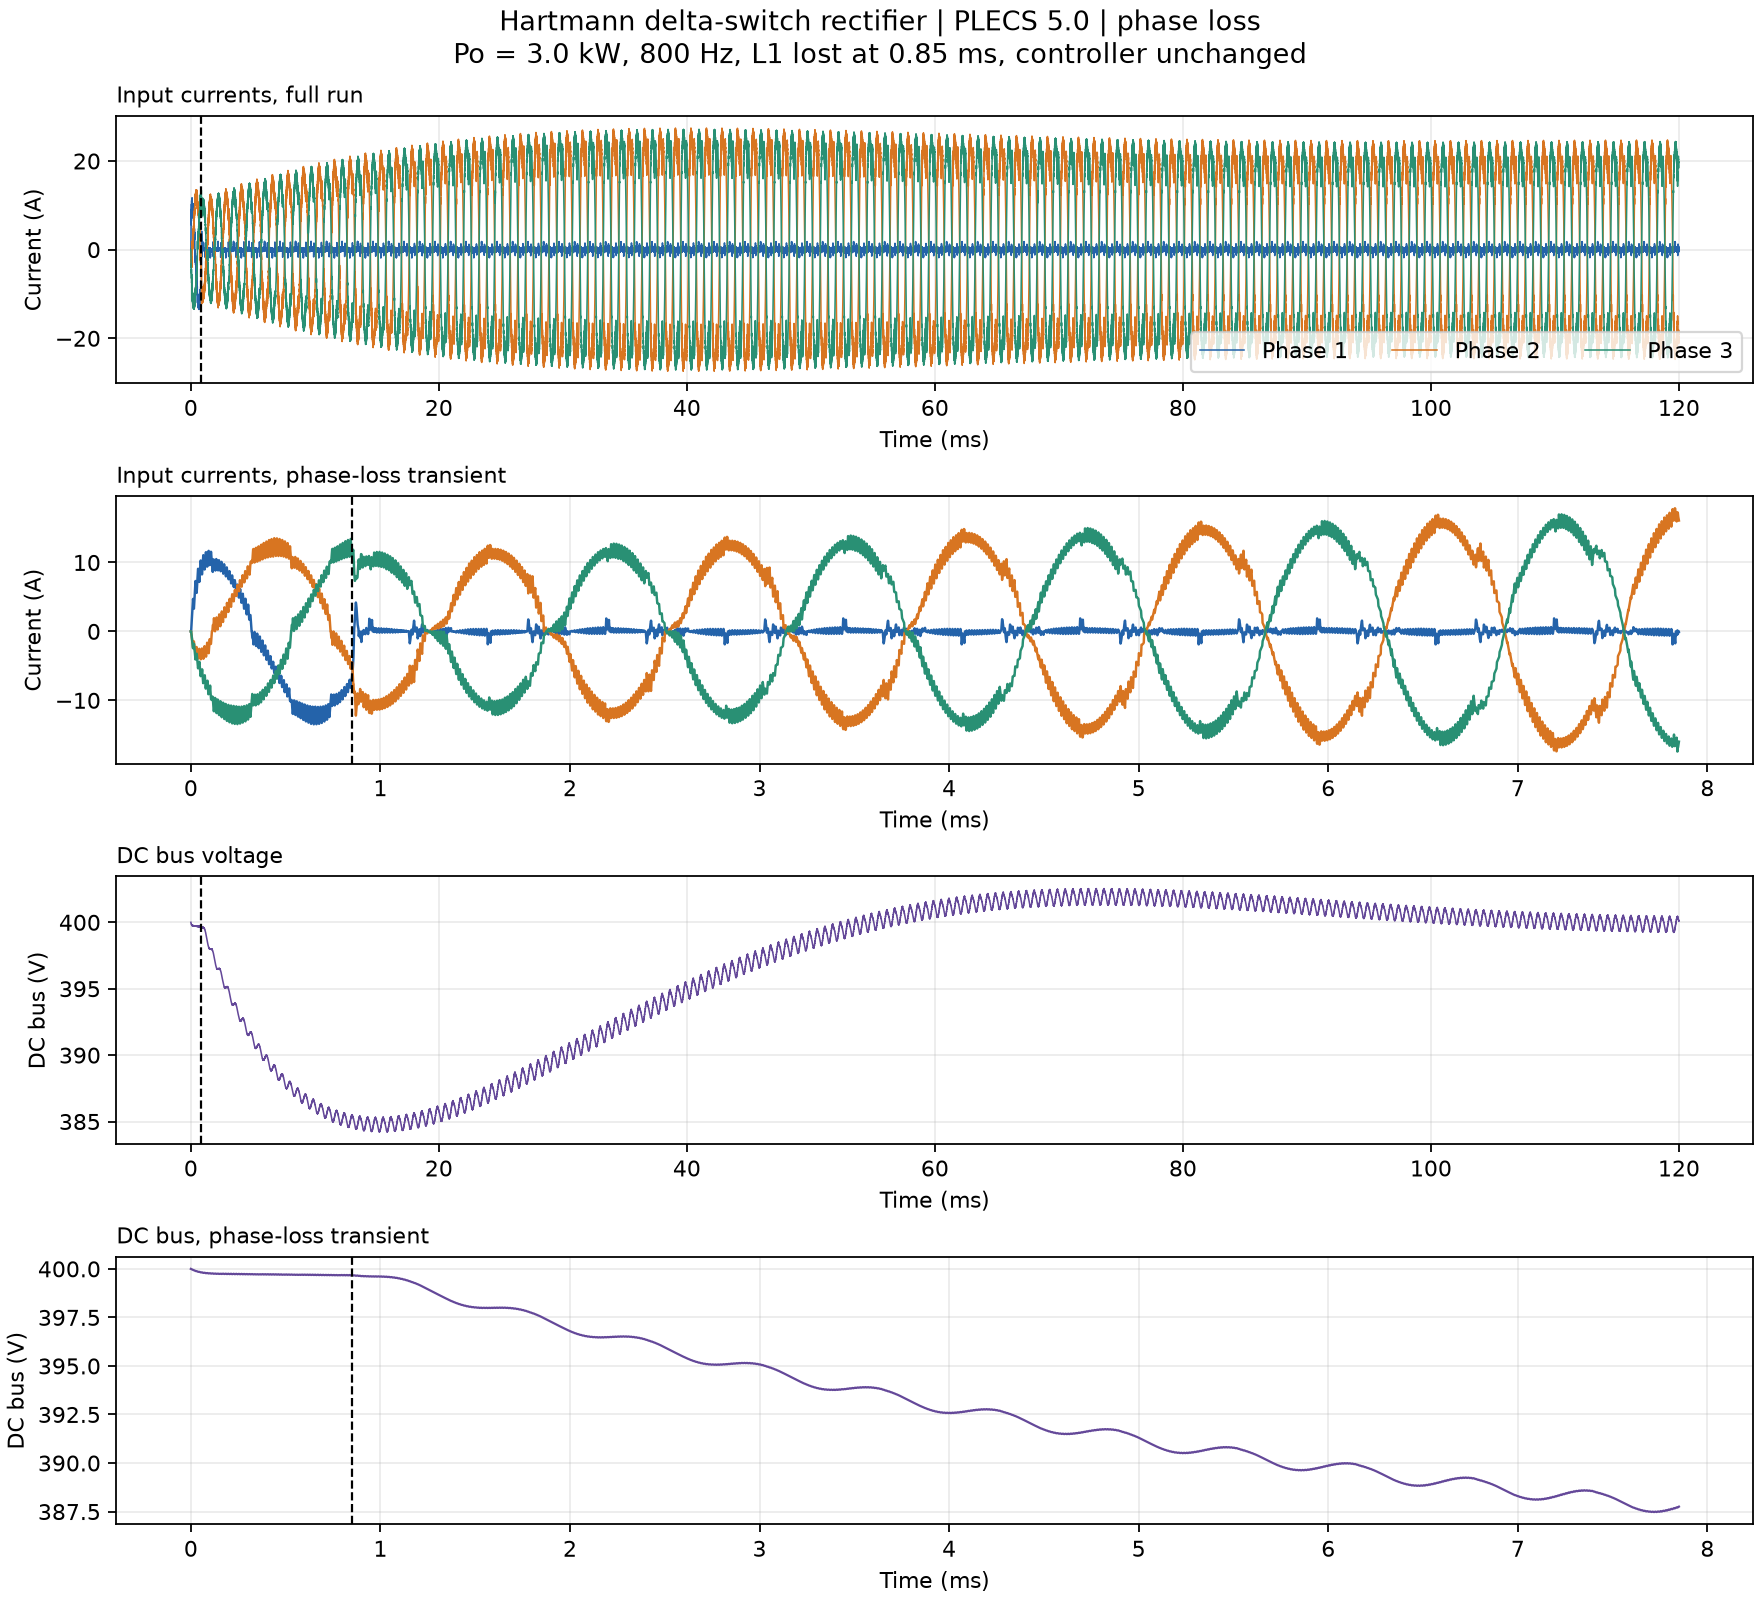 Hartmann delta-switch rectifier | PLECS 5.0 | phase loss
Po = 3.0 kW, 800 Hz, L1 lost at 0.85 ms, controller unchanged
Input currents, full run
Current (A)
20
0
−20
Phase 1
Phase 2
Phase 3
0 20 40 60 80 100 120
Time (ms)
Input currents, phase-loss transient
Current (A)
10
0
−10
0 1 2 3 4 5 6 7 8
Time (ms)
DC bus voltage
DC bus (V)
400
395
390
385
0 20 40 60 80 100 120
Time (ms)
DC bus, phase-loss transient
DC bus (V)
400.0
397.5
395.0
392.5
390.0
387.5
0 1 2 3 4 5 6 7 8
Time (ms)